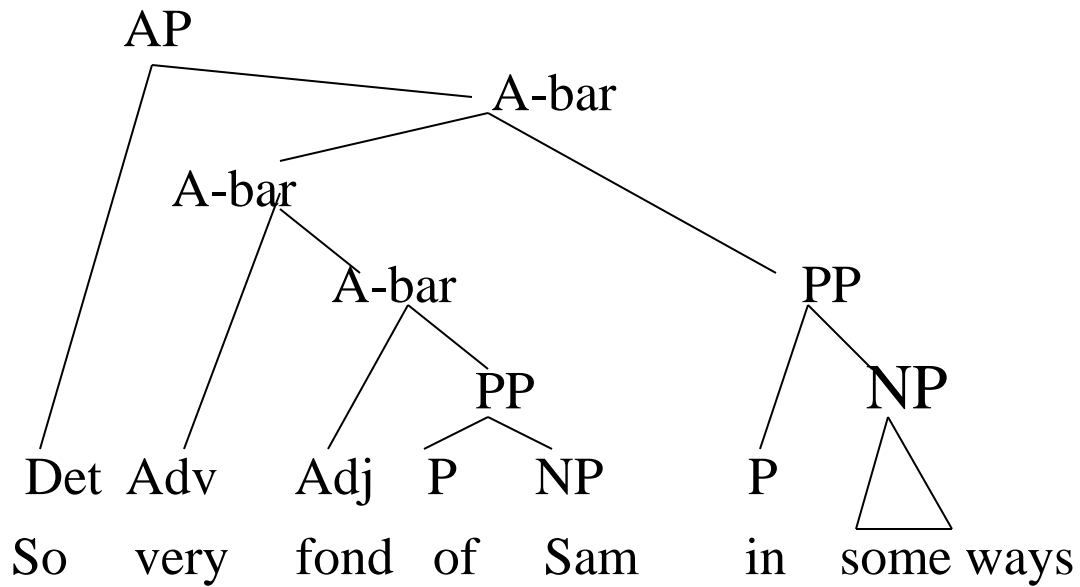 AP
A-bar
A-bar
A-bar PP
PP NP
Det Adv Adj P NP P
So very fond of Sam in some ways